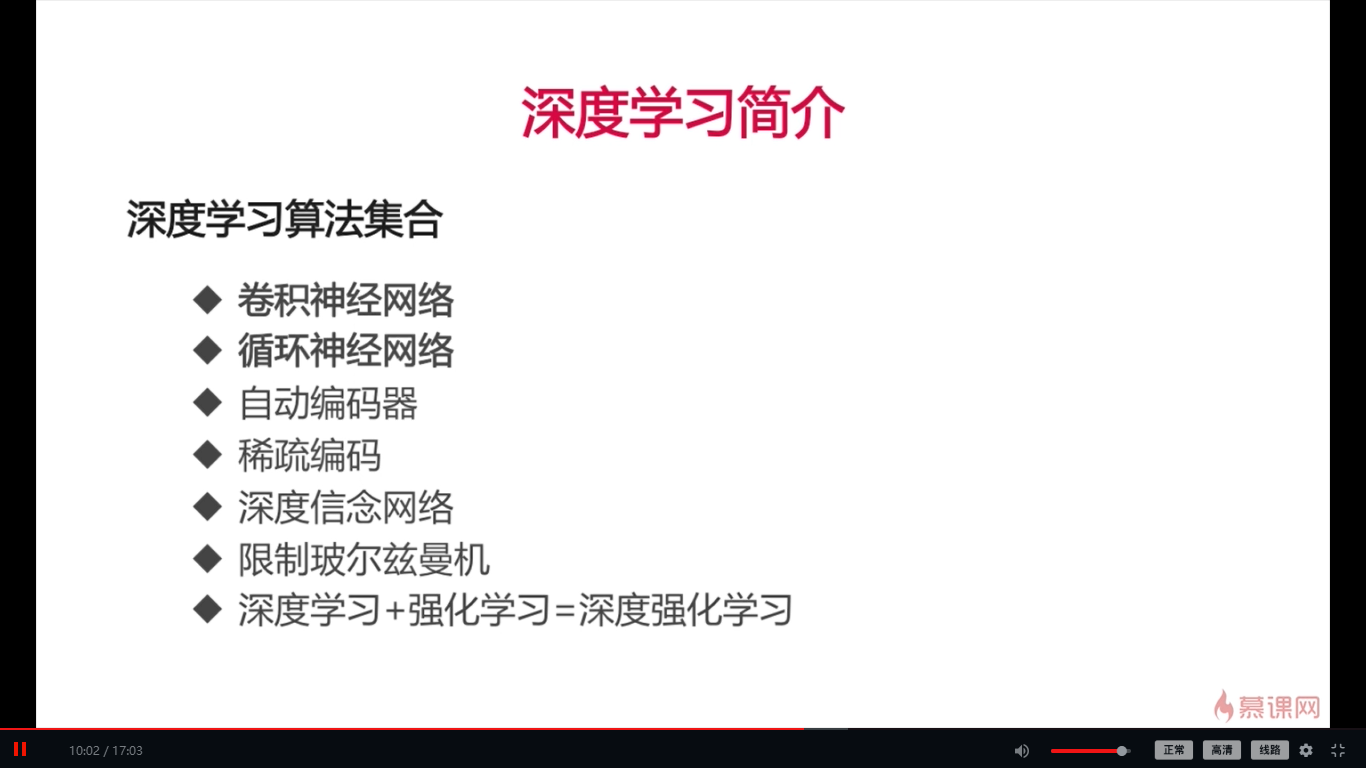 深度学习简介
深度学习算法集合
◆ 卷积神经网络
◆ 循环神经网络
◆ 自动编码器
◆ 稀疏编码
◆ 深度信念网络
◆ 限制玻尔兹曼机
◆ 深度学习+强化学习=深度强化学习
慕课网
10:02 / 17:03 正常 高清 线路